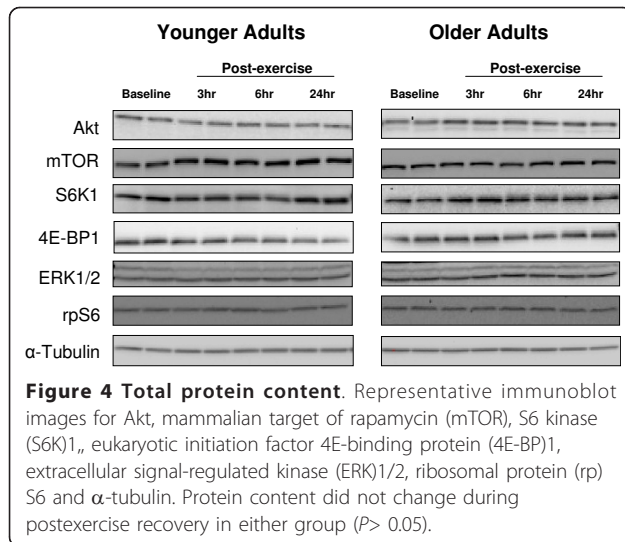 Younger Adults Older Adults
Post-exercise Post-exercise
Baseline 3hr 6hr 24hr Baseline 3hr 6hr 24hr
Akt
mTOR
S6K1
4E-BP1
ERK1/2
rpS6
α-Tubulin
Figure 4 Total protein content. Representative immunoblot
images for Akt, mammalian target of rapamycin (mTOR), S6 kinase
(S6K)1,, eukaryotic initiation factor 4E-binding protein (4E-BP)1,
extracellular signal-regulated kinase (ERK)1/2, ribosomal protein (rp)
S6 and α-tubulin. Protein content did not change during
postexercise recovery in either group (P> 0.05).